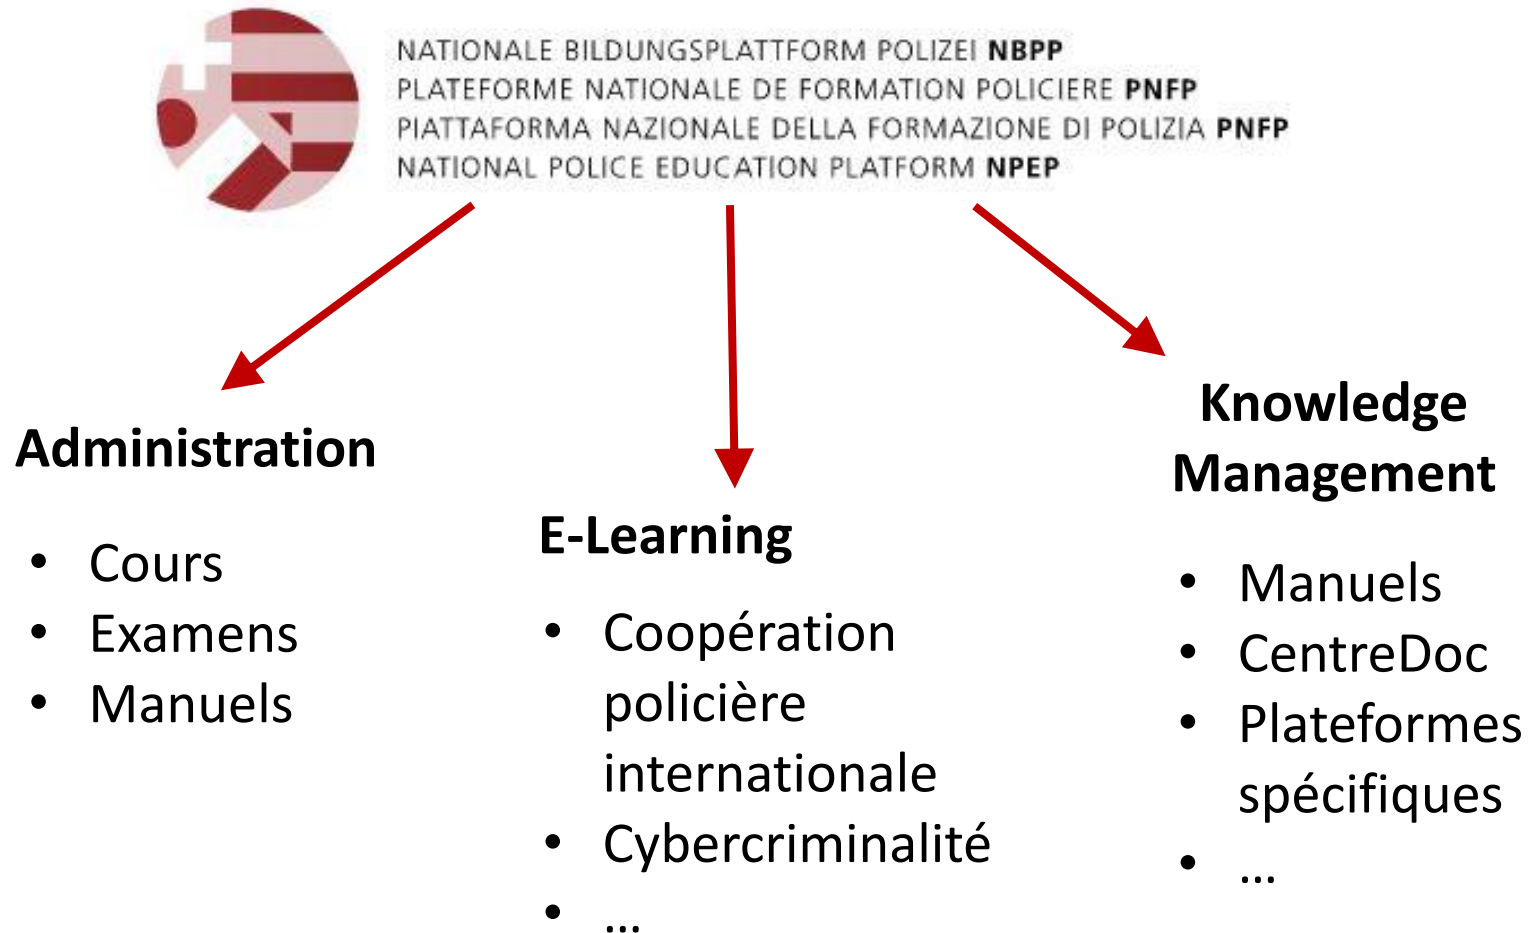 NATIONALE BILDUNGSPLATTFORM POLIZEI NBPP
PLATEFORME NATIONALE DE FORMATION POLICIERE PNFP
PIATTAFORMA NAZIONALE DELLA FORMAZIONE DI POLIZIA PNFP
NATIONAL POLICE EDUCATION PLATFORM NPEP
Administration
• Cours
• Examens
• Manuels
E-Learning
• Coopération
policière
internationale
• Cybercriminalité
• …
Knowledge
Management
• Manuels
• CentreDoc
• Plateformes
spécifiques
• …